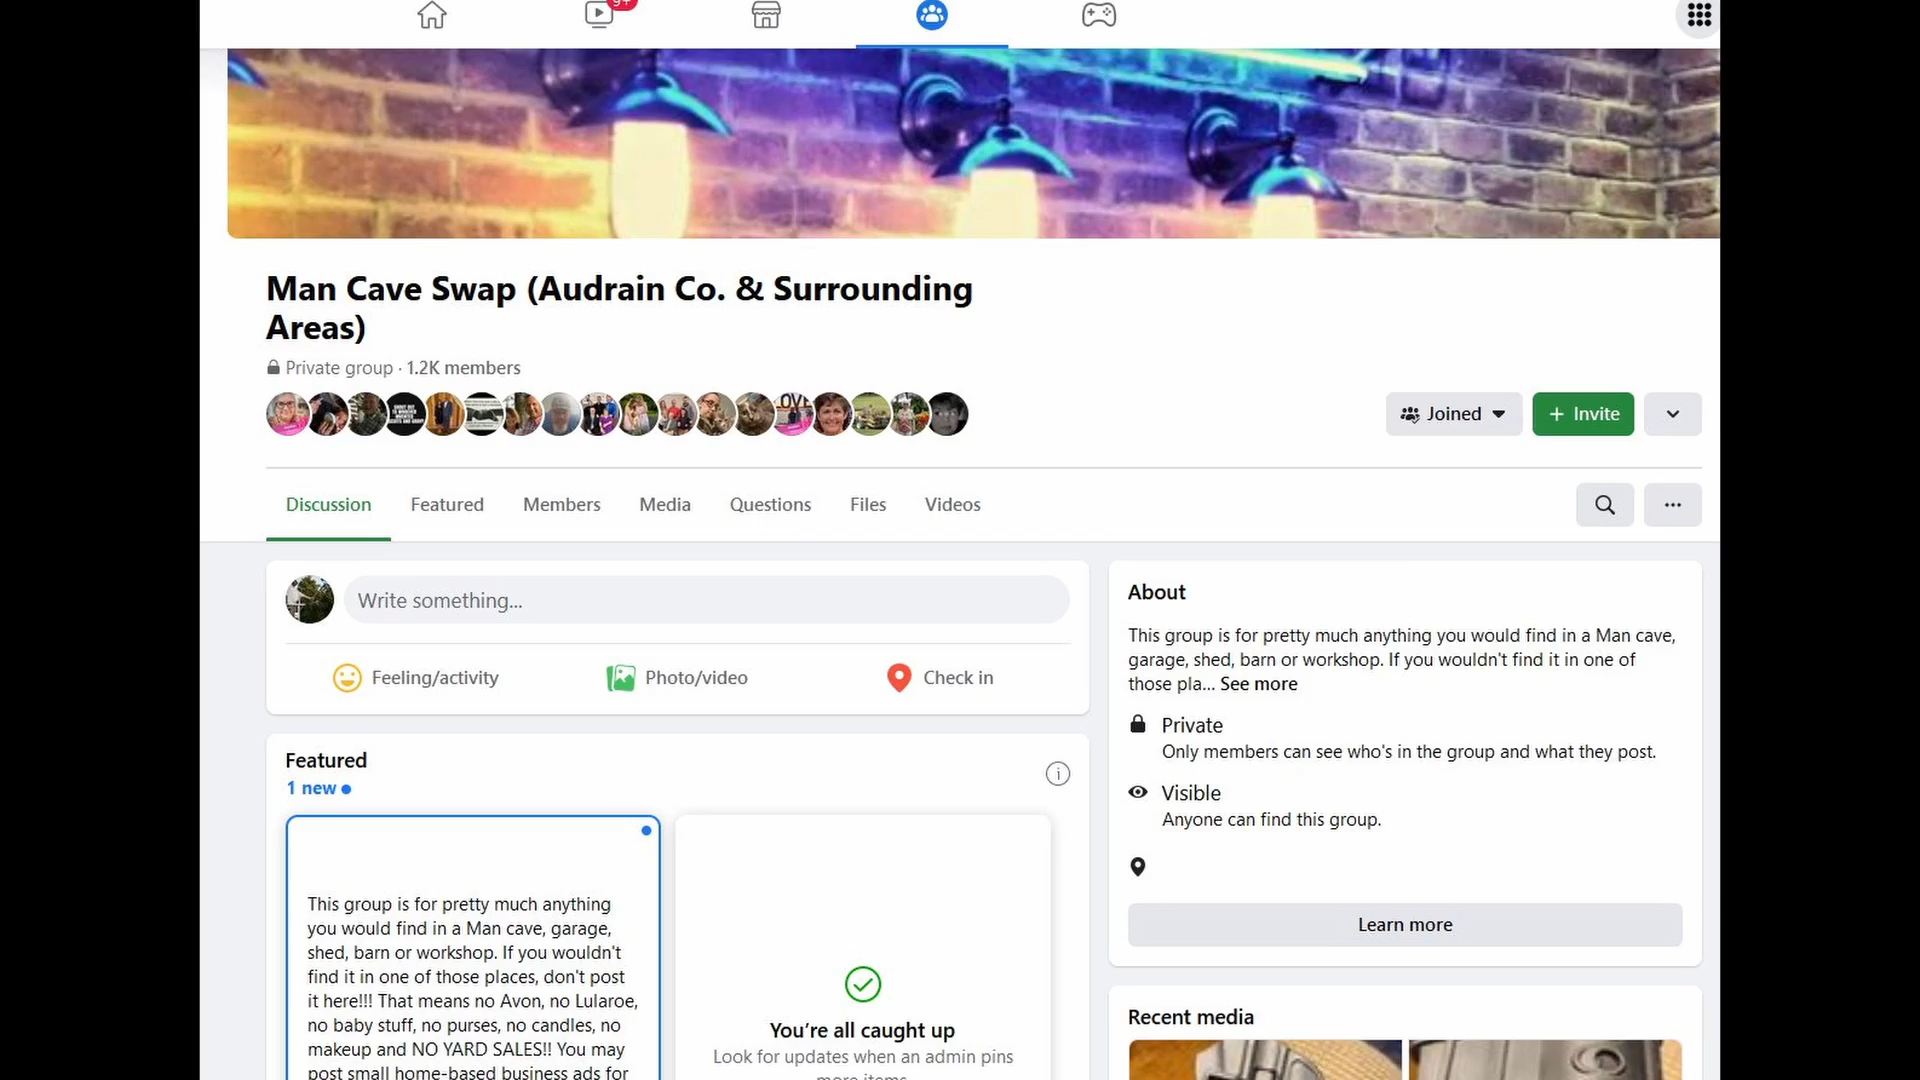 9+
Man Cave Swap (Audrain Co. & Surrounding
Areas)
Private group · 1.2K members
Joined
+ Invite
Discussion
Featured
Members
Media
Questions
Files
Videos
Write something...
Feeling/activity
Photo/video
Check in
Featured
1 new
This group is for pretty much anything
you would find in a Man cave, garage,
shed, barn or workshop. If you wouldn't
find it in one of those places, don't post
it here!!! That means no Avon, no Lularoe,
no baby stuff, no purses, no candles, no
makeup and NO YARD SALES!! You may
post small home-based business ads for
You're all caught up
Look for updates when an admin pins
more items.
About
This group is for pretty much anything you would find in a Man cave,
garage, shed, barn or workshop. If you wouldn't find it in one of
those pla... See more
Private
Only members can see who's in the group and what they post.
Visible
Anyone can find this group.
Learn more
Recent media